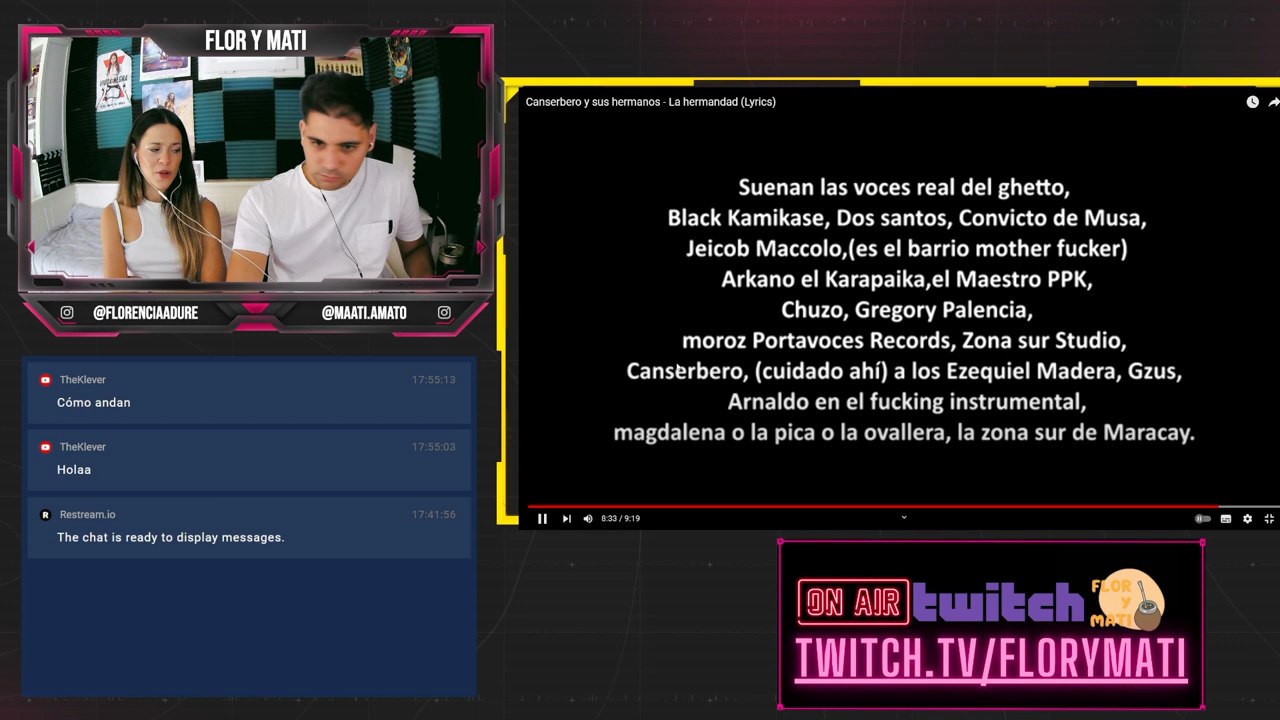 FLOR Y MATI
@FLORENCIAADURE
@MAATI.AMATO
TheKlever
17:55:13
Cómo andan
TheKlever
17:55:03
Holaa
R
Restream.io
17:41:56
The chat is ready to display messages.
Canserbero y sus hermanos - La hermandad (Lyrics)
Suenan las voces real del ghetto,
Black Kamikase, Dos santos, Convicto de Musa,
Jeicob Maccolo,(es el barrio mother fucker)
Arkano el Karapaika,el Maestro PPK,
Chuzo, Gregory Palencia,
moroz Portavoces Records, Zona sur Studio,
Canserbero, (cuidado ahí) a los Ezequiel Madera, Gzus,
Arnaldo en el fucking instrumental,
magdalena o la pica o la ovallera, la zona sur de Maracay.
8:33 / 9:19
ON AIR
twitch
FLOR
Y
MATI
TWITCH.TV/FLORYMATI